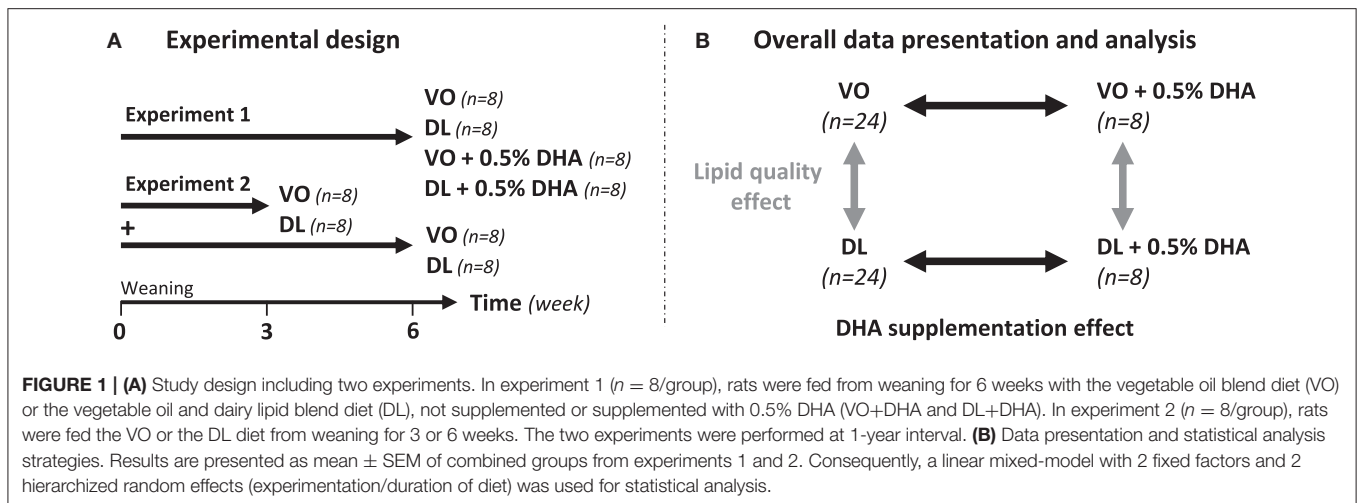 A Experimental design
Experiment 1
VO (n=8)
DL (n=8)
VO + 0.5% DHA (n=8)
DL + 0.5% DHA (n=8)
Experiment 2
VO (n=8)
DL (n=8)
+
VO (n=8)
DL (n=8)
Weaning
Time (week)
0 3 6
B Overall data presentation and analysis
VO
(n=24)
VO + 0.5% DHA
(n=8)
Lipid quality
effect
DL
(n=24)
DL + 0.5% DHA
(n=8)
DHA supplementation effect
FIGURE 1 | (A) Study design including two experiments. In experiment 1 (n = 8/group), rats were fed from weaning for 6 weeks with the vegetable oil blend diet (VO)
or the vegetable oil and dairy lipid blend diet (DL), not supplemented or supplemented with 0.5% DHA (VO+DHA and DL+DHA). In experiment 2 (n = 8/group), rats
were fed the VO or the DL diet from weaning for 3 or 6 weeks. The two experiments were performed at 1-year interval. (B) Data presentation and statistical analysis
strategies. Results are presented as mean ± SEM of combined groups from experiments 1 and 2. Consequently, a linear mixed-model with 2 fixed factors and 2
hierarchized random effects (experimentation/duration of diet) was used for statistical analysis.